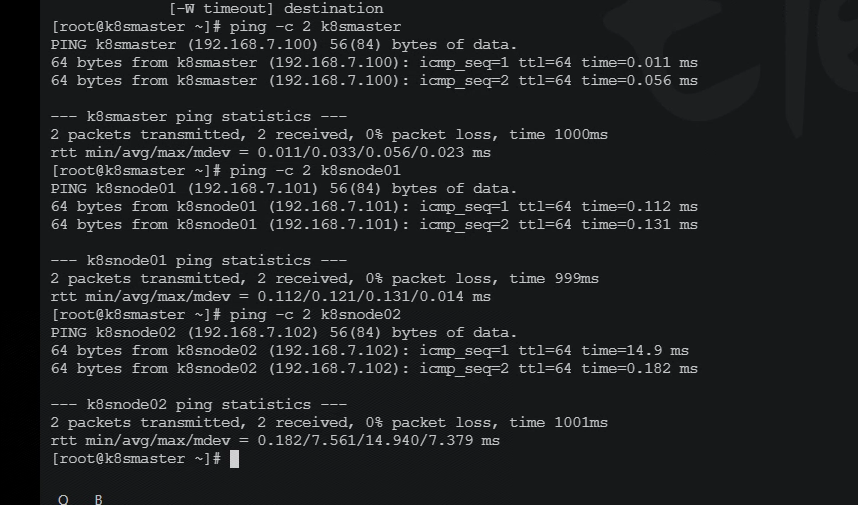 [-W timeout] destination
[root@k8smaster ~]# ping -c 2 k8smaster
PING k8smaster (192.168.7.100) 56(84) bytes of data.
64 bytes from k8smaster (192.168.7.100): icmp_seq=1 ttl=64 time=0.011 ms
64 bytes from k8smaster (192.168.7.100): icmp_seq=2 ttl=64 time=0.056 ms
--- k8smaster ping statistics ---
2 packets transmitted, 2 received, 0% packet loss, time 1000ms
rtt min/avg/max/mdev = 0.011/0.033/0.056/0.023 ms
[root@k8smaster ~]# ping -c 2 k8snode01
PING k8snode01 (192.168.7.101) 56(84) bytes of data.
64 bytes from k8snode01 (192.168.7.101): icmp_seq=1 ttl=64 time=0.112 ms
64 bytes from k8snode01 (192.168.7.101): icmp_seq=2 ttl=64 time=0.131 ms
--- k8snode01 ping statistics ---
2 packets transmitted, 2 received, 0% packet loss, time 999ms
rtt min/avg/max/mdev = 0.112/0.121/0.131/0.014 ms
[root@k8smaster ~]# ping -c 2 k8snode02
PING k8snode02 (192.168.7.102) 56(84) bytes of data.
64 bytes from k8snode02 (192.168.7.102): icmp_seq=1 ttl=64 time=14.9 ms
64 bytes from k8snode02 (192.168.7.102): icmp_seq=2 ttl=64 time=0.182 ms
--- k8snode02 ping statistics ---
2 packets transmitted, 2 received, 0% packet loss, time 1001ms
rtt min/avg/max/mdev = 0.182/7.561/14.940/7.379 ms
[root@k8smaster ~]#